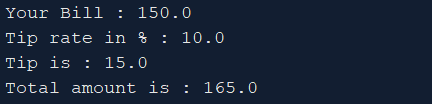 Your Bill : 150.0
Tip rate in % : 10.0
Tip is : 15.0
Total amount is : 165.0